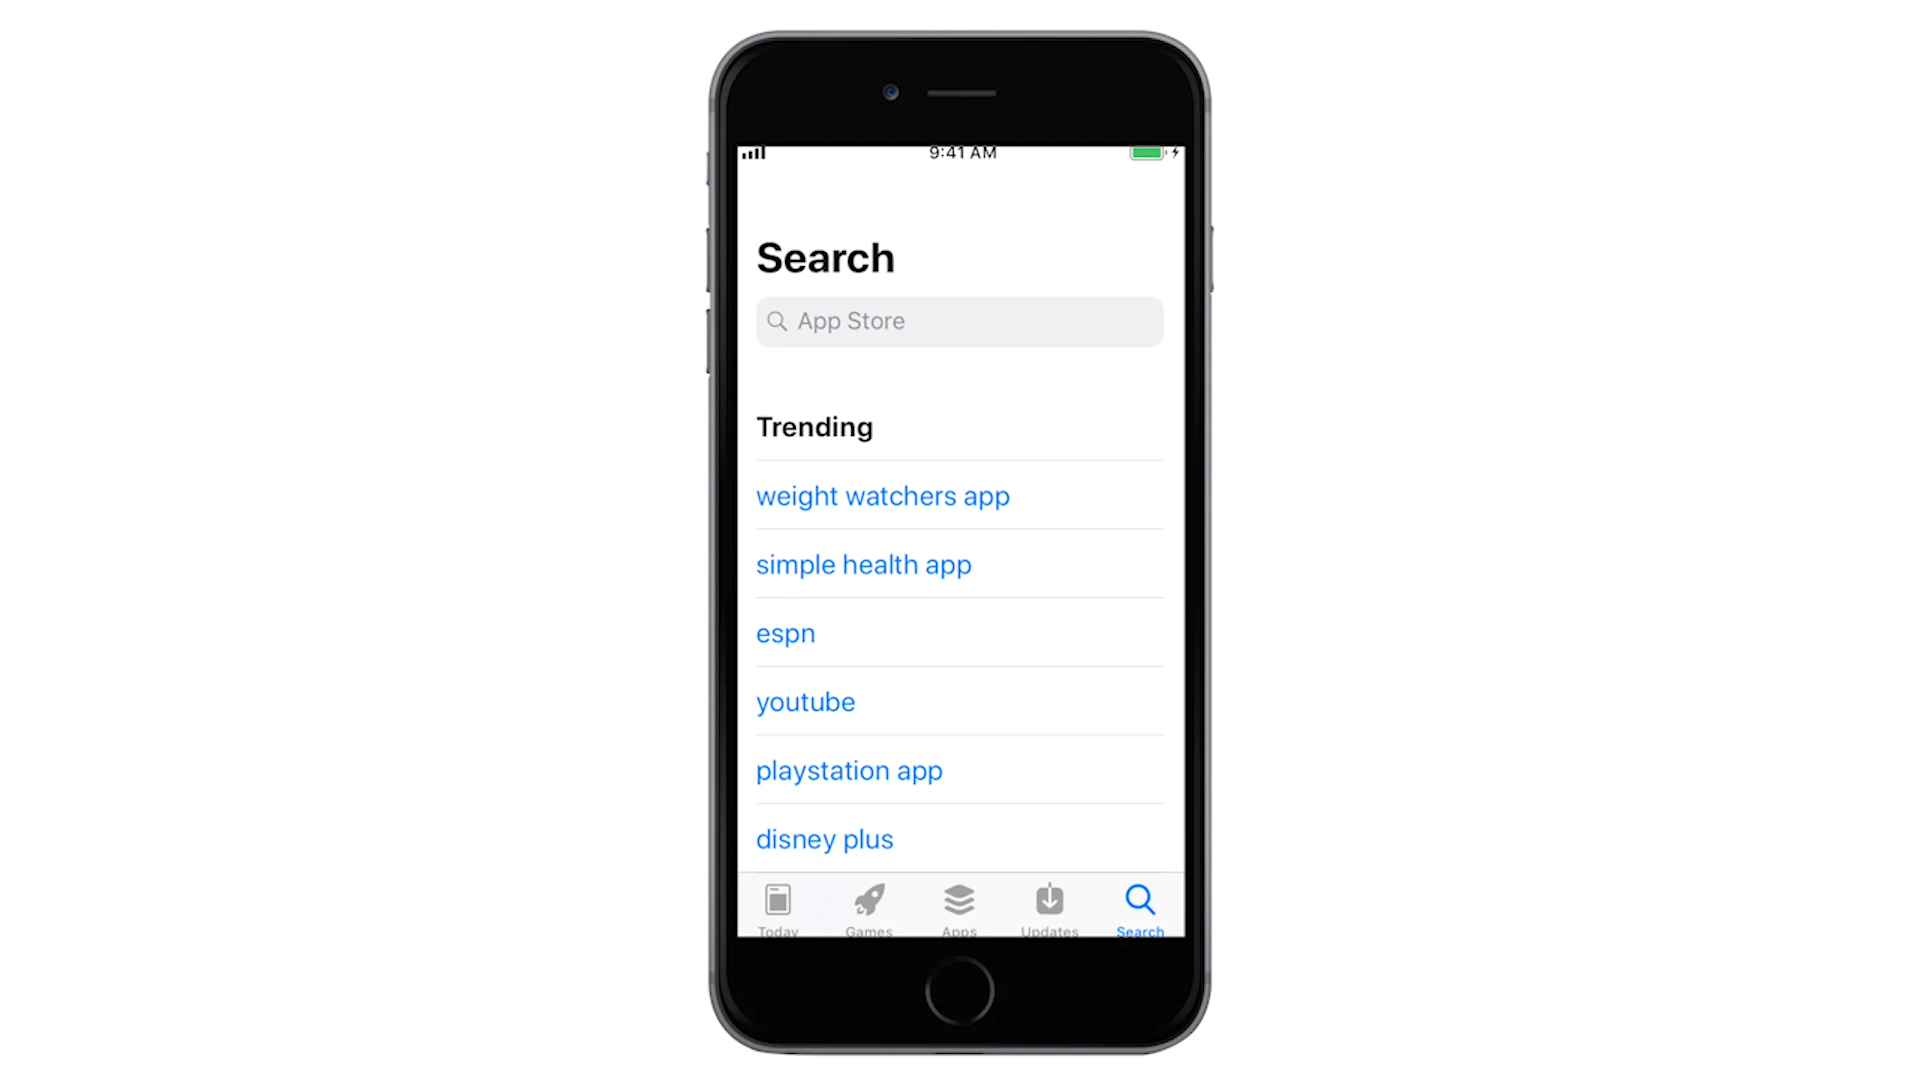 9:41 AM
Search
App Store
Trending
weight watchers app
simple health app
espn
youtube
playstation app
disney plus
Today Games Apps Updates Search